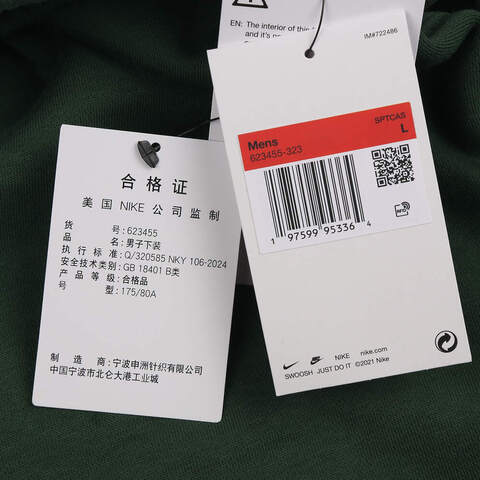 EN: The interior of this
and it's
IM#722486
SPTCAS
Mens
L
623455-323
1 97599 95336 4
RFID
NIKE
nike.com
SWOOSH
JUST DO IT
©2021 Nike
合格证
美国 NIKE 公司监制
货号:623455
品名:男子下装
执行标准:Q/320585 NKY 106-2024
安全技术类别:GB 18401 B类
产品等级:合格品
号型:175/80A
制造商:宁波申洲针织有限公司
中国宁波市北仑大港工业城